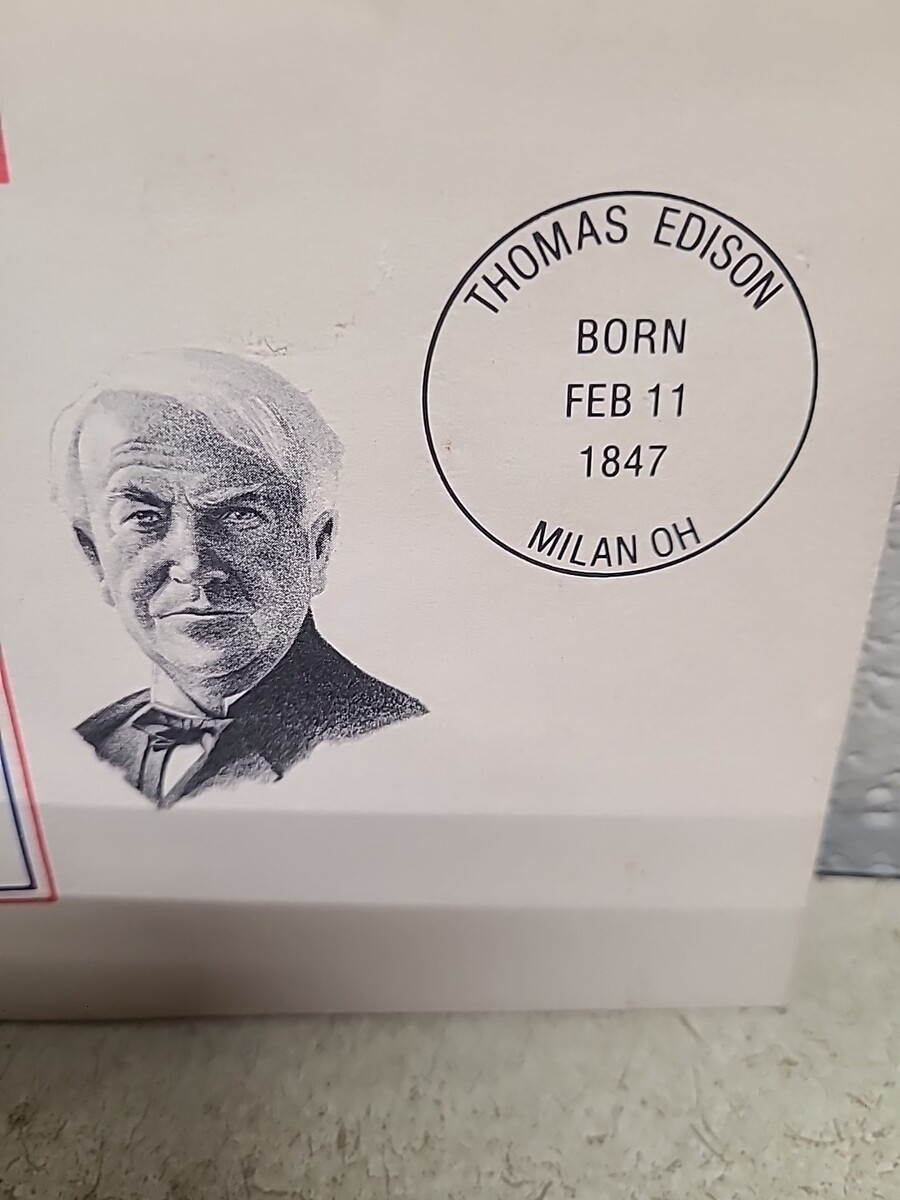 THOMAS EDISON
BORN
FEB 11
1847
MILAN OH